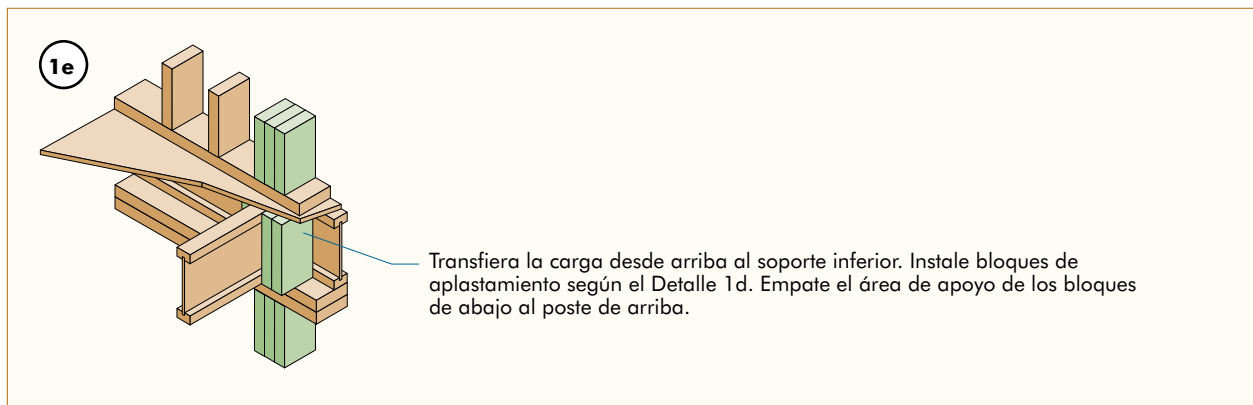 1e
Transfiera la carga desde arriba al soporte inferior. Instale bloques de
aplastamiento según el Detalle 1d. Empate el área de apoyo de los bloques
de abajo al poste de arriba.